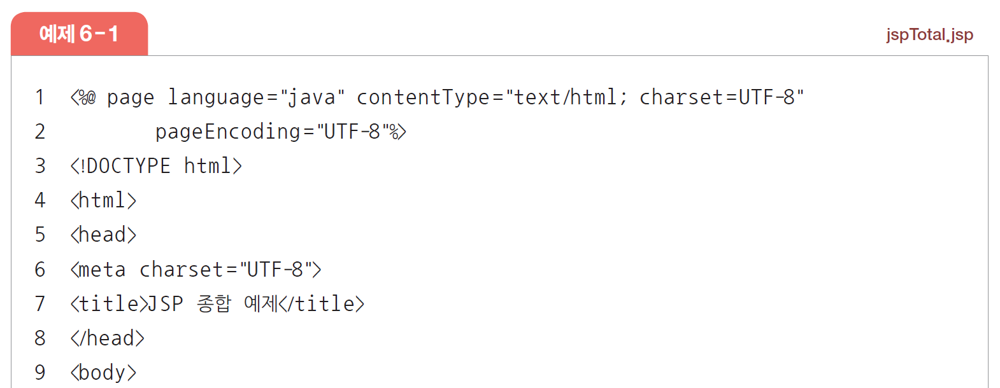 예제 6-1
jspTotal.jsp
1 <%@ page language="java" contentType="text/html; charset=UTF-8"
2 pageEncoding="UTF-8"%>
3 <!DOCTYPE html>
4 <html>
5 <head>
6 <meta charset="UTF-8">
7 <title>JSP 종합 예제</title>
8 </head>
9 <body>